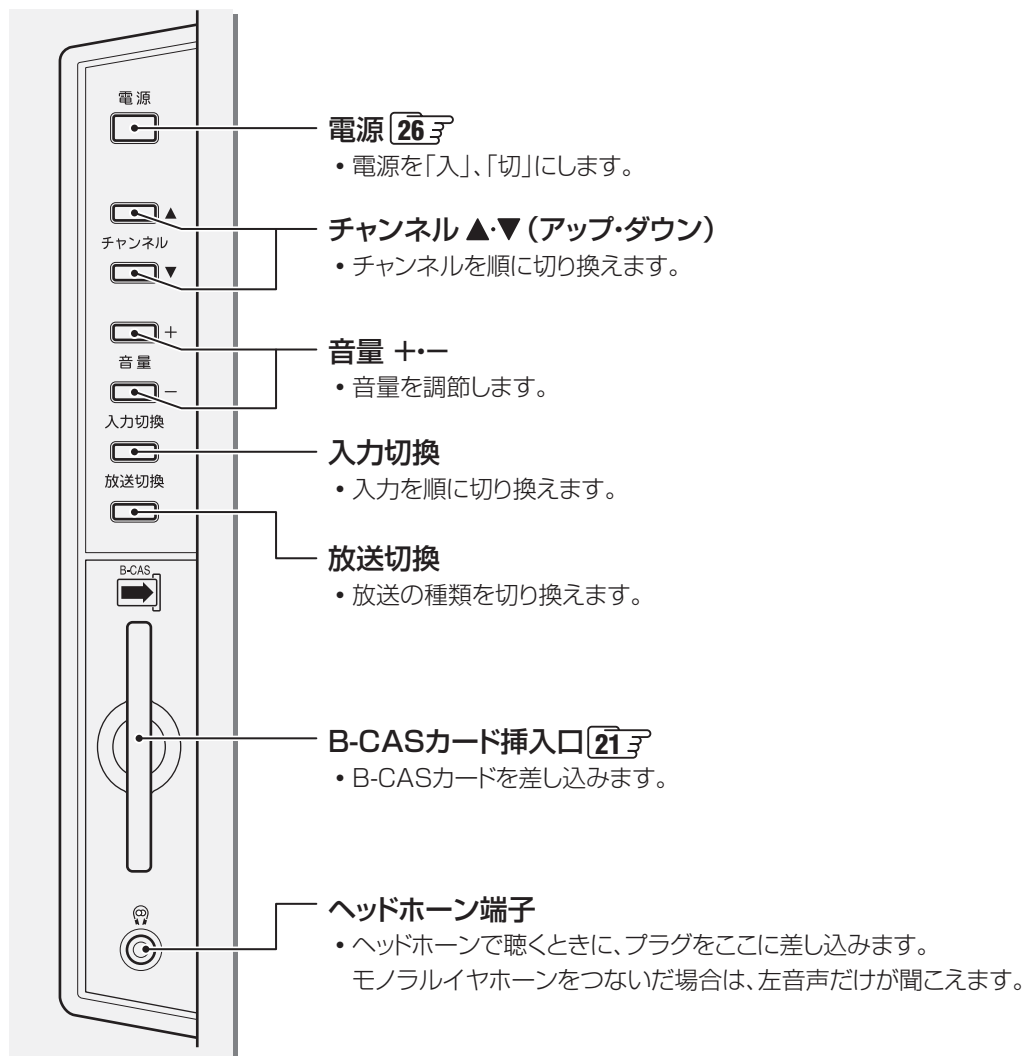 電源
電源 26
・電源を「入」、「切」にします。
▲
チャンネル
▼
チャンネル ▲・▼（アップ・ダウン）
・チャンネルを順に切り換えます。
＋
音量
－
音量 ＋・－
・音量を調節します。
入力切換
入力切換
・入力を順に切り換えます。
放送切換
放送切換
・放送の種類を切り換えます。
B-CAS
B-CASカード挿入口 21
・B-CASカードを差し込みます。
ヘッドホーン端子
・ヘッドホーンで聴くときに、プラグをここに差し込みます。
モノラルイヤホーンをつないだ場合は、左音声だけが聞こえます。